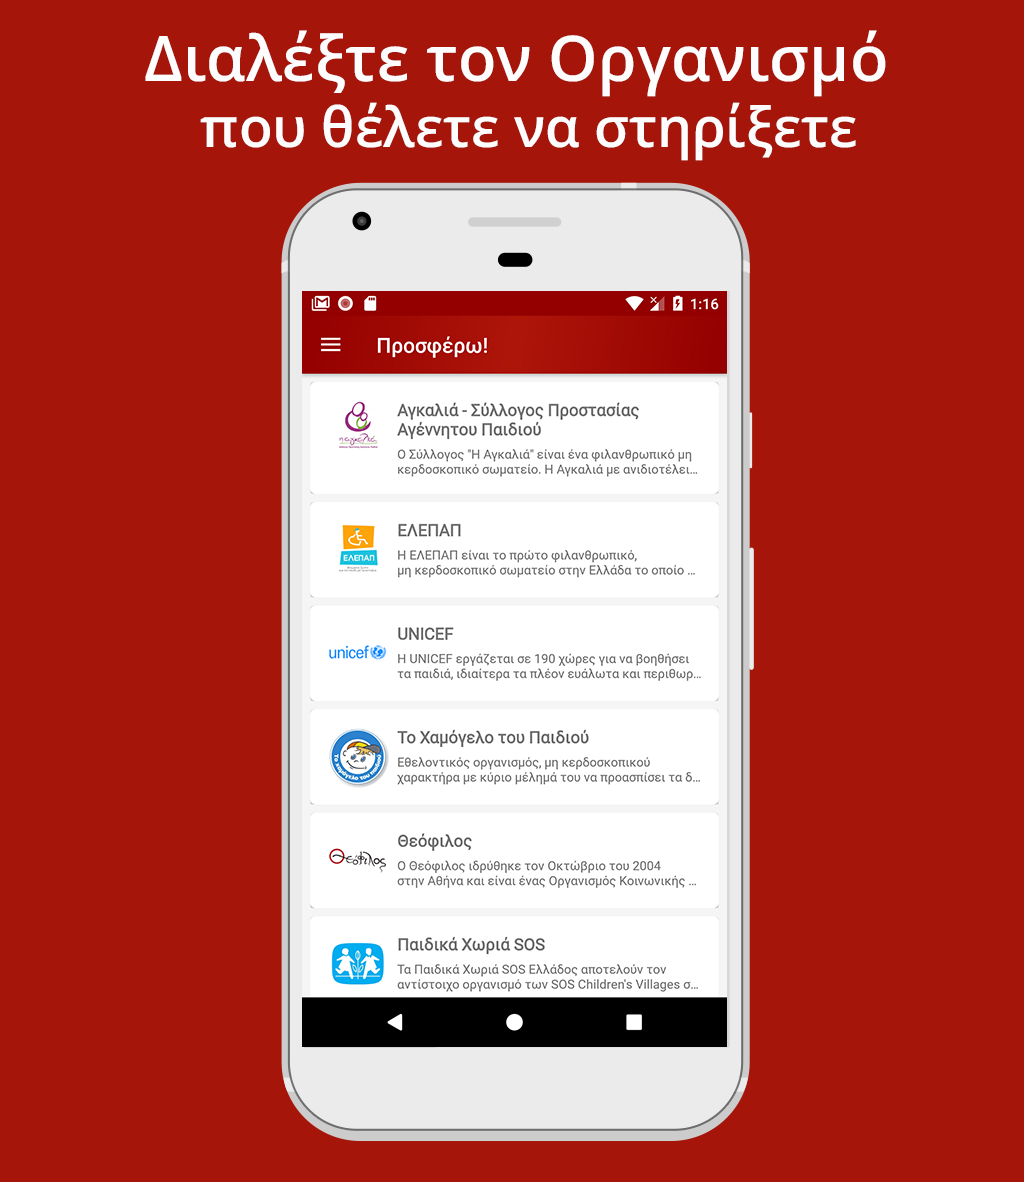 Διαλέξτε τον Οργανισμό
που θέλετε να στηρίξετε
1:16
Προσφέρω!
Αγκαλιά - Σύλλογος Προστασίας
Αγέννητου Παιδιού
Ο Σύλλογος "Η Αγκαλιά" είναι ένα φιλανθρωπικό μη
κερδοσκοπικό σωματείο. Η Αγκαλιά με ανιδιοτέλει...
η αγκαλιά
ΕΛΕΠΑΠ
Η ΕΛΕΠΑΠ είναι το πρώτο φιλανθρωπικό,
μη κερδοσκοπικό σωματείο στην Ελλάδα το οποίο ...
ΕΛΕΠΑΠ
UNICEF
Η UNICEF εργάζεται σε 190 χώρες για να βοηθήσει
τα παιδιά, ιδιαίτερα τα πλέον ευάλωτα και περιθωρ...
unicef
Το Χαμόγελο του Παιδιού
Εθελοντικός οργανισμός, μη κερδοσκοπικού
χαρακτήρα με κύριο μέλημά του να προασπίσει τα δ...
Το χαμόγελο του παιδιού
Θεόφιλος
Ο Θεόφιλος ιδρύθηκε τον Οκτώβριο του 2004
στην Αθήνα και είναι ένας Οργανισμός Κοινωνικής ...
Θεόφιλος
Παιδικά Χωριά SOS
Τα Παιδικά Χωριά SOS Ελλάδος αποτελούν τον
αντίστοιχο οργανισμό των SOS Children's Villages σ...